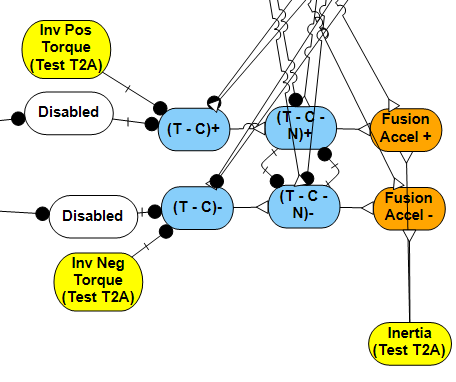 Inv Pos
Torque
(Test T2A)
Disabled
(T - C)+
(T - C -
N)+
Fusion
Accel +
Disabled
(T - C)-
(T - C -
N)-
Fusion
Accel -
Inv Neg
Torque
(Test T2A)
Inertia
(Test T2A)